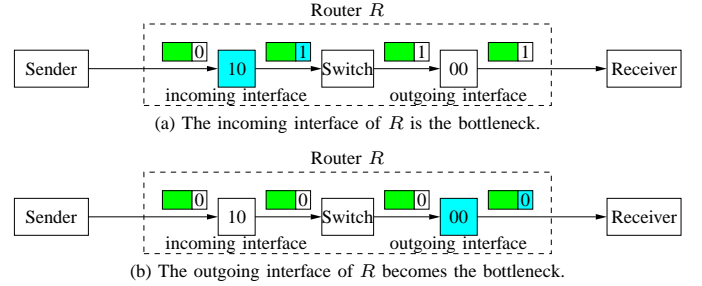 Router R
0 1 1 1
Sender 10 Switch 00 Receiver
incoming interface outgoing interface
(a) The incoming interface of R is the bottleneck.
Router R
0 0 0 0
Sender 10 Switch 00 Receiver
incoming interface outgoing interface
(b) The outgoing interface of R becomes the bottleneck.